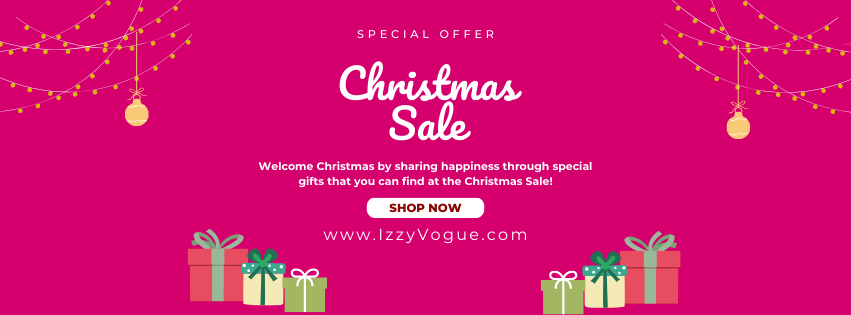 SPECIAL OFFER
Christmas
Sale
Welcome Christmas by sharing happiness through special
gifts that you can find at the Christmas Sale!
SHOP NOW
www.IzzyVogue.com